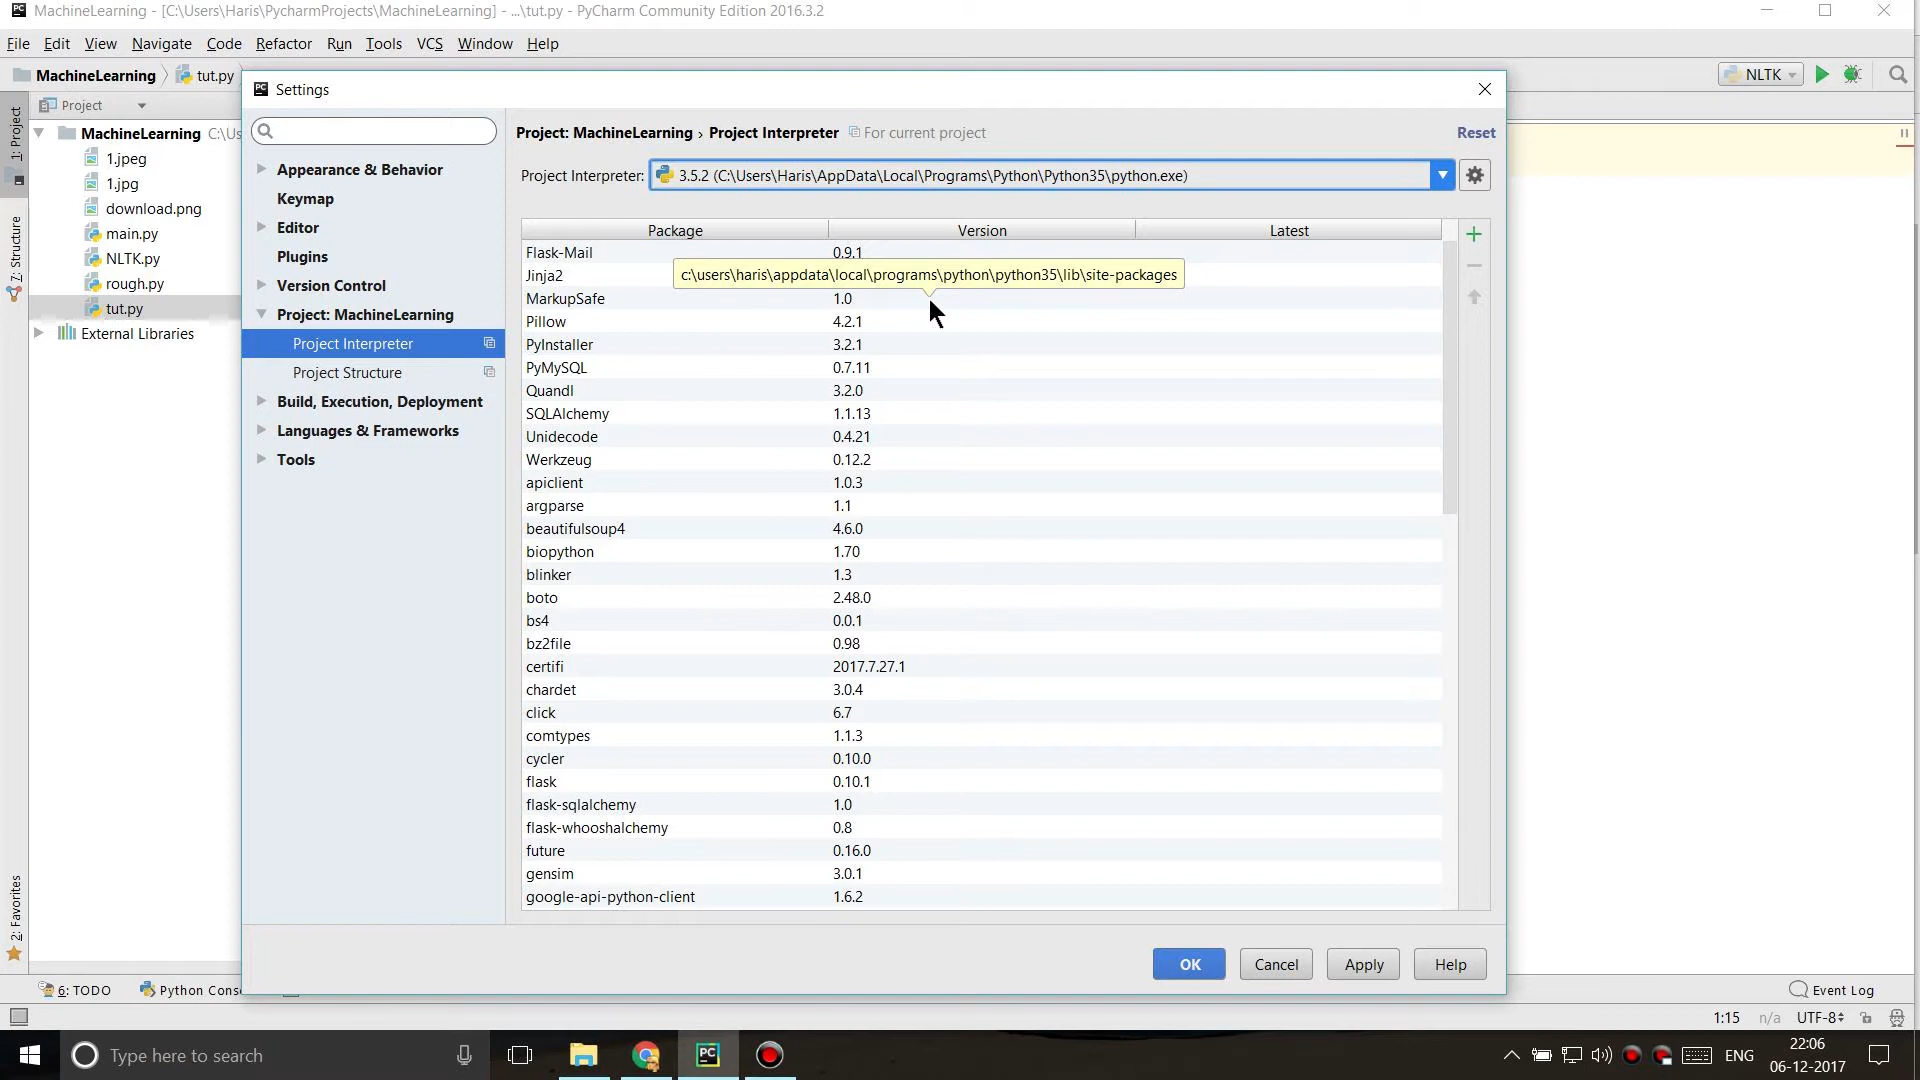 MachineLearning - [C:\Users\Haris\PycharmProjects\MachineLearning] - ...\tut.py - PyCharm Community Edition 2016.3.2
File Edit View Navigate Code Refactor Run Tools VCS Window Help
MachineLearning tut.py
NLTK
Settings
1: Project
Project
MachineLearning C:\Us
1.jpeg
1.jpg
download.png
main.py
NLTK.py
rough.py
tut.py
External Libraries
7: Structure
2: Favorites
Appearance & Behavior
Keymap
Editor
Plugins
Version Control
Project: MachineLearning
Project Interpreter
Project Structure
Build, Execution, Deployment
Languages & Frameworks
Tools
Project: MachineLearning › Project Interpreter For current project Reset
Project Interpreter: 3.5.2 (C:\Users\Haris\AppData\Local\Programs\Python\Python35\python.exe)
Package Version Latest
Flask-Mail 0.9.1
Jinja2
c:\users\haris\appdata\local\programs\python\python35\lib\site-packages
MarkupSafe 1.0
Pillow 4.2.1
PyInstaller 3.2.1
PyMySQL 0.7.11
Quandl 3.2.0
SQLAlchemy 1.1.13
Unidecode 0.4.21
Werkzeug 0.12.2
apiclient 1.0.3
argparse 1.1
beautifulsoup4 4.6.0
biopython 1.70
blinker 1.3
boto 2.48.0
bs4 0.0.1
bz2file 0.98
certifi 2017.7.27.1
chardet 3.0.4
click 6.7
comtypes 1.1.3
cycler 0.10.0
flask 0.10.1
flask-sqlalchemy 1.0
flask-whooshalchemy 0.8
future 0.16.0
gensim 3.0.1
google-api-python-client 1.6.2
OK Cancel Apply Help
6: TODO Python Cons Event Log
1:15 n/a UTF-8
Type here to search
ENG
22:06
06-12-2017